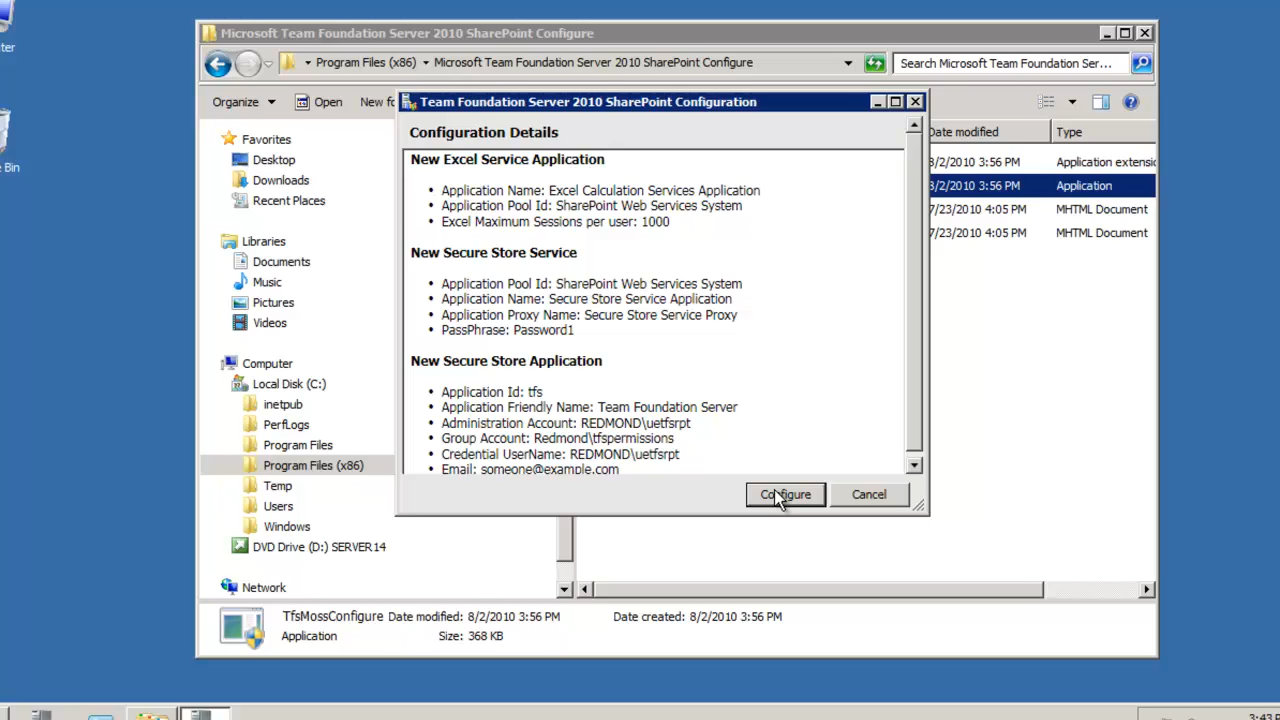 Microsoft Team Foundation Server 2010 SharePoint Configure
ter
Program Files (x86) Microsoft Team Foundation Server 2010 SharePoint Configure
Search Microsoft Team Foundation Ser...
Organize Open New fo
Team Foundation Server 2010 SharePoint Configuration
Configuration Details
New Excel Service Application
• Application Name: Excel Calculation Services Application
• Application Pool Id: SharePoint Web Services System
• Excel Maximum Sessions per user: 1000
New Secure Store Service
• Application Pool Id: SharePoint Web Services System
• Application Name: Secure Store Service Application
• Application Proxy Name: Secure Store Service Proxy
• PassPhrase: Password1
New Secure Store Application
• Application Id: tfs
• Application Friendly Name: Team Foundation Server
• Administration Account: REDMOND\uetfsrpt
• Group Account: Redmond\tfspermissions
• Credential UserName: REDMOND\uetfsrpt
• Email: someone@example.com
Configure Cancel
Date modified Type
8/2/2010 3:56 PM Application extensio
8/2/2010 3:56 PM Application
7/23/2010 4:05 PM MHTML Document
7/23/2010 4:05 PM MHTML Document
e Bin
Favorites
Desktop
Downloads
Recent Places
Libraries
Documents
Music
Pictures
Videos
Computer
Local Disk (C:)
inetpub
PerfLogs
Program Files
Program Files (x86)
Temp
Users
Windows
DVD Drive (D:) SERVER14
Network
TfsMossConfigure Date modified: 8/2/2010 3:56 PM Date created: 8/2/2010 3:56 PM
Application Size: 368 KB
3:43 P